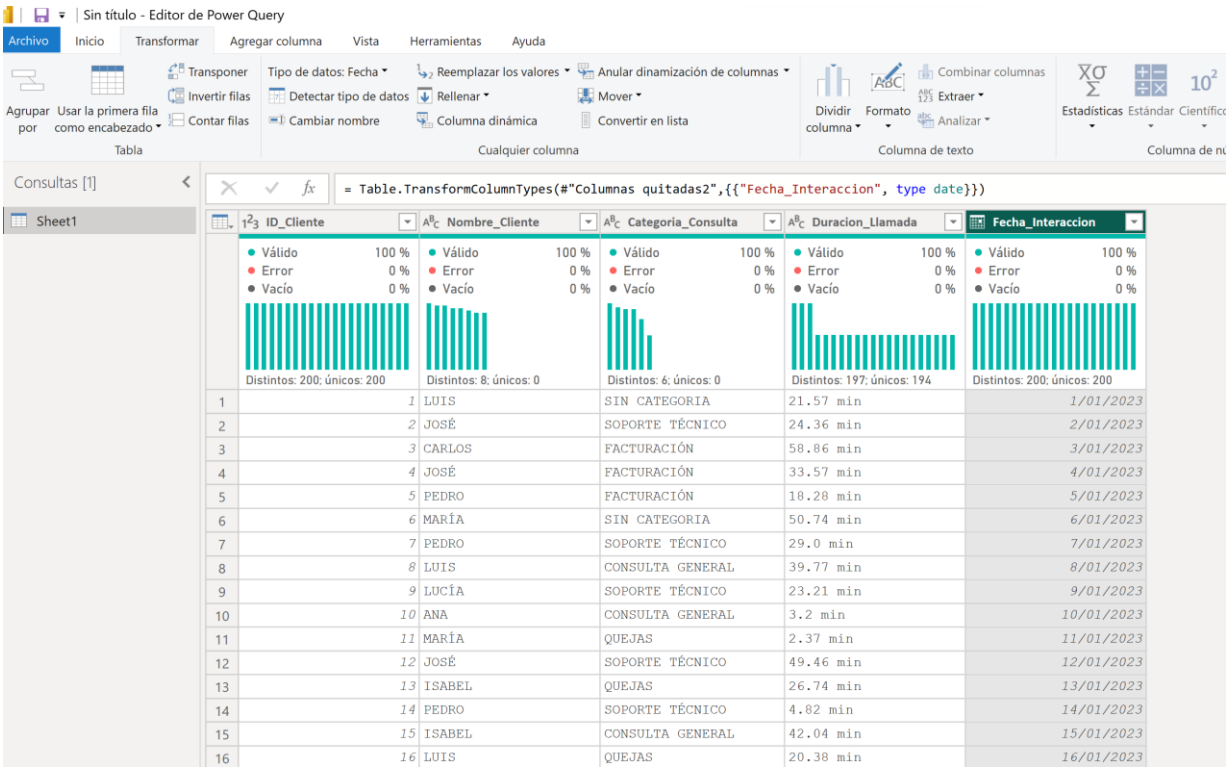 Sin título - Editor de Power Query
Archivo Inicio Transformar Agregar columna Vista Herramientas Ayuda
Agrupar por
Usar la primera fila como encabezado
Transponer
Invertir filas
Contar filas
Tabla
Tipo de datos: Fecha
Detectar tipo de datos
Cambiar nombre
Reemplazar los valores
Rellenar
Columna dinámica
Anular dinamización de columnas
Mover
Convertir en lista
Cualquier columna
Dividir columna
ABC
Formato
Combinar columnas
ABC 123 Extraer
abc Analizar
Columna de texto
XσΣ
Estadísticas
Estándar
10²
Científico
Columna de nú
Consultas [1]
Sheet1
fx = Table.TransformColumnTypes(#"Columnas quitadas2",{{"Fecha_Interaccion", type date}})
1²3 ID_Cliente ABC Nombre_Cliente ABC Categoria_Consulta ABC Duracion_Llamada Fecha_Interaccion
Válido 100 % Válido 100 % Válido 100 % Válido 100 % Válido 100 %
Error 0 % Error 0 % Error 0 % Error 0 % Error 0 %
Vacío 0 % Vacío 0 % Vacío 0 % Vacío 0 % Vacío 0 %
Distintos: 200; únicos: 200 Distintos: 8; únicos: 0 Distintos: 6; únicos: 0 Distintos: 197; únicos: 194 Distintos: 200; únicos: 200
1 1 LUIS SIN CATEGORIA 21.57 min 1/01/2023
2 2 JOSÉ SOPORTE TÉCNICO 24.36 min 2/01/2023
3 3 CARLOS FACTURACIÓN 58.86 min 3/01/2023
4 4 JOSÉ FACTURACIÓN 33.57 min 4/01/2023
5 5 PEDRO FACTURACIÓN 18.28 min 5/01/2023
6 6 MARÍA SIN CATEGORIA 50.74 min 6/01/2023
7 7 PEDRO SOPORTE TÉCNICO 29.0 min 7/01/2023
8 8 LUIS CONSULTA GENERAL 39.77 min 8/01/2023
9 9 LUCÍA SOPORTE TÉCNICO 23.21 min 9/01/2023
10 10 ANA CONSULTA GENERAL 3.2 min 10/01/2023
11 11 MARÍA QUEJAS 2.37 min 11/01/2023
12 12 JOSÉ SOPORTE TÉCNICO 49.46 min 12/01/2023
13 13 ISABEL QUEJAS 26.74 min 13/01/2023
14 14 PEDRO SOPORTE TÉCNICO 4.82 min 14/01/2023
15 15 ISABEL CONSULTA GENERAL 42.04 min 15/01/2023
16 16 LUIS QUEJAS 20.38 min 16/01/2023